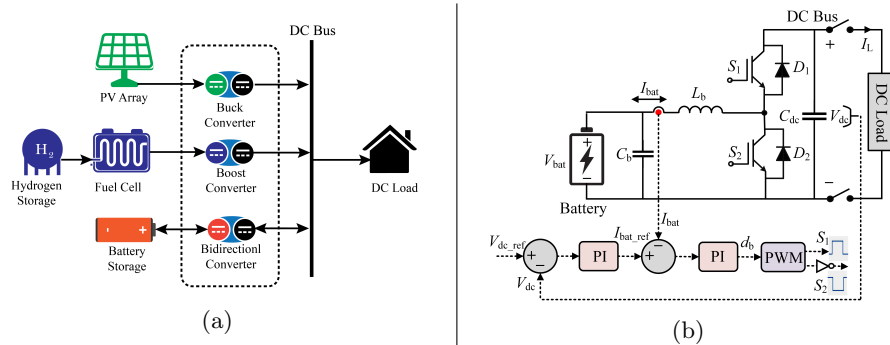 DC Bus
PV Array
Buck
Converter
H2
Hydrogen
Storage
Fuel Cell
Boost
Converter
DC Load
Battery
Storage
Bidirectionl
Converter
(a)
DC Bus
S1
D1
+
IL
Ibat
Lb
Cdc
Vdc
DC Load
Vbat
+
-
Cb
S2
D2
−
Battery
Ibat
Vdc_ref
+
−
Vdc
PI
Ibat_ref
−
+
PI
db
PWM
S1
S2
(b)